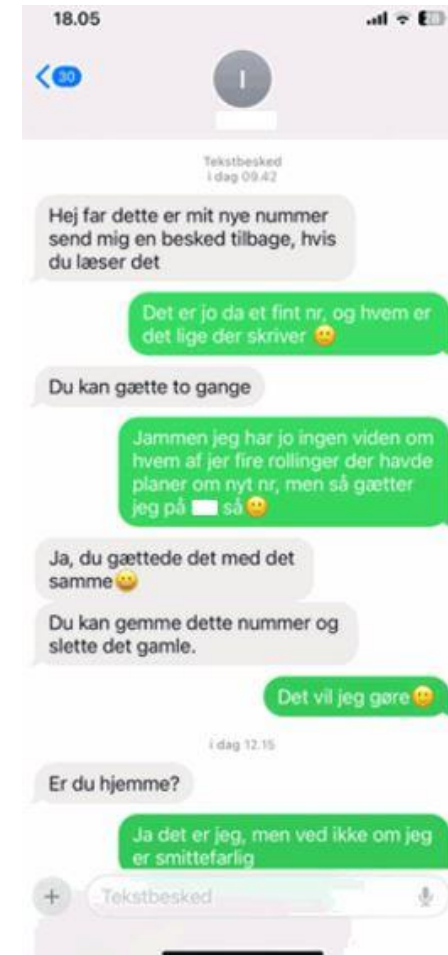 18.05
30
I
Tekstbesked
i dag 09.42
Hej far dette er mit nye nummer
send mig en besked tilbage, hvis
du læser det
Det er jo da et fint nr, og hvem er
det lige der skriver 🙂
Du kan gætte to gange
Jammen jeg har jo ingen viden om
hvem af jer fire rollinger der havde
planer om nyt nr, men så gætter
jeg på så🙂
Ja, du gættede det med det
samme😀
Du kan gemme dette nummer og
slette det gamle.
Det vil jeg gøre🙂
i dag 12.15
Er du hjemme?
Ja det er jeg, men ved ikke om jeg
er smittefarlig
Tekstbesked